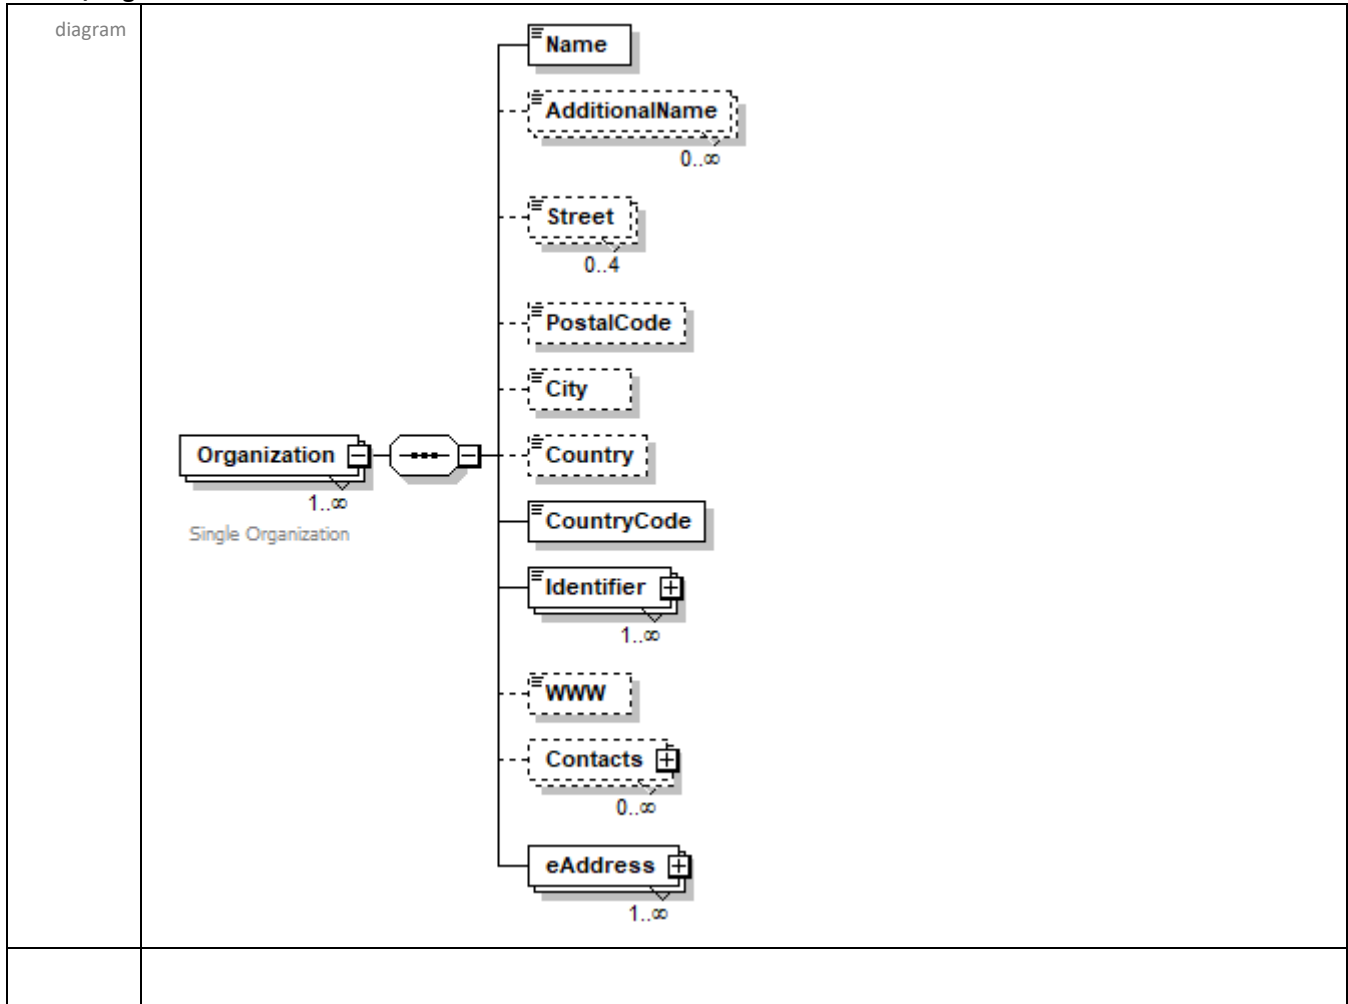 diagram
Name
AdditionalName
0..∞
Street
0..4
PostalCode
City
Organization
1..∞
Single Organization
Country
CountryCode
Identifier
1..∞
WWW
Contacts
0..∞
eAddress
1..∞